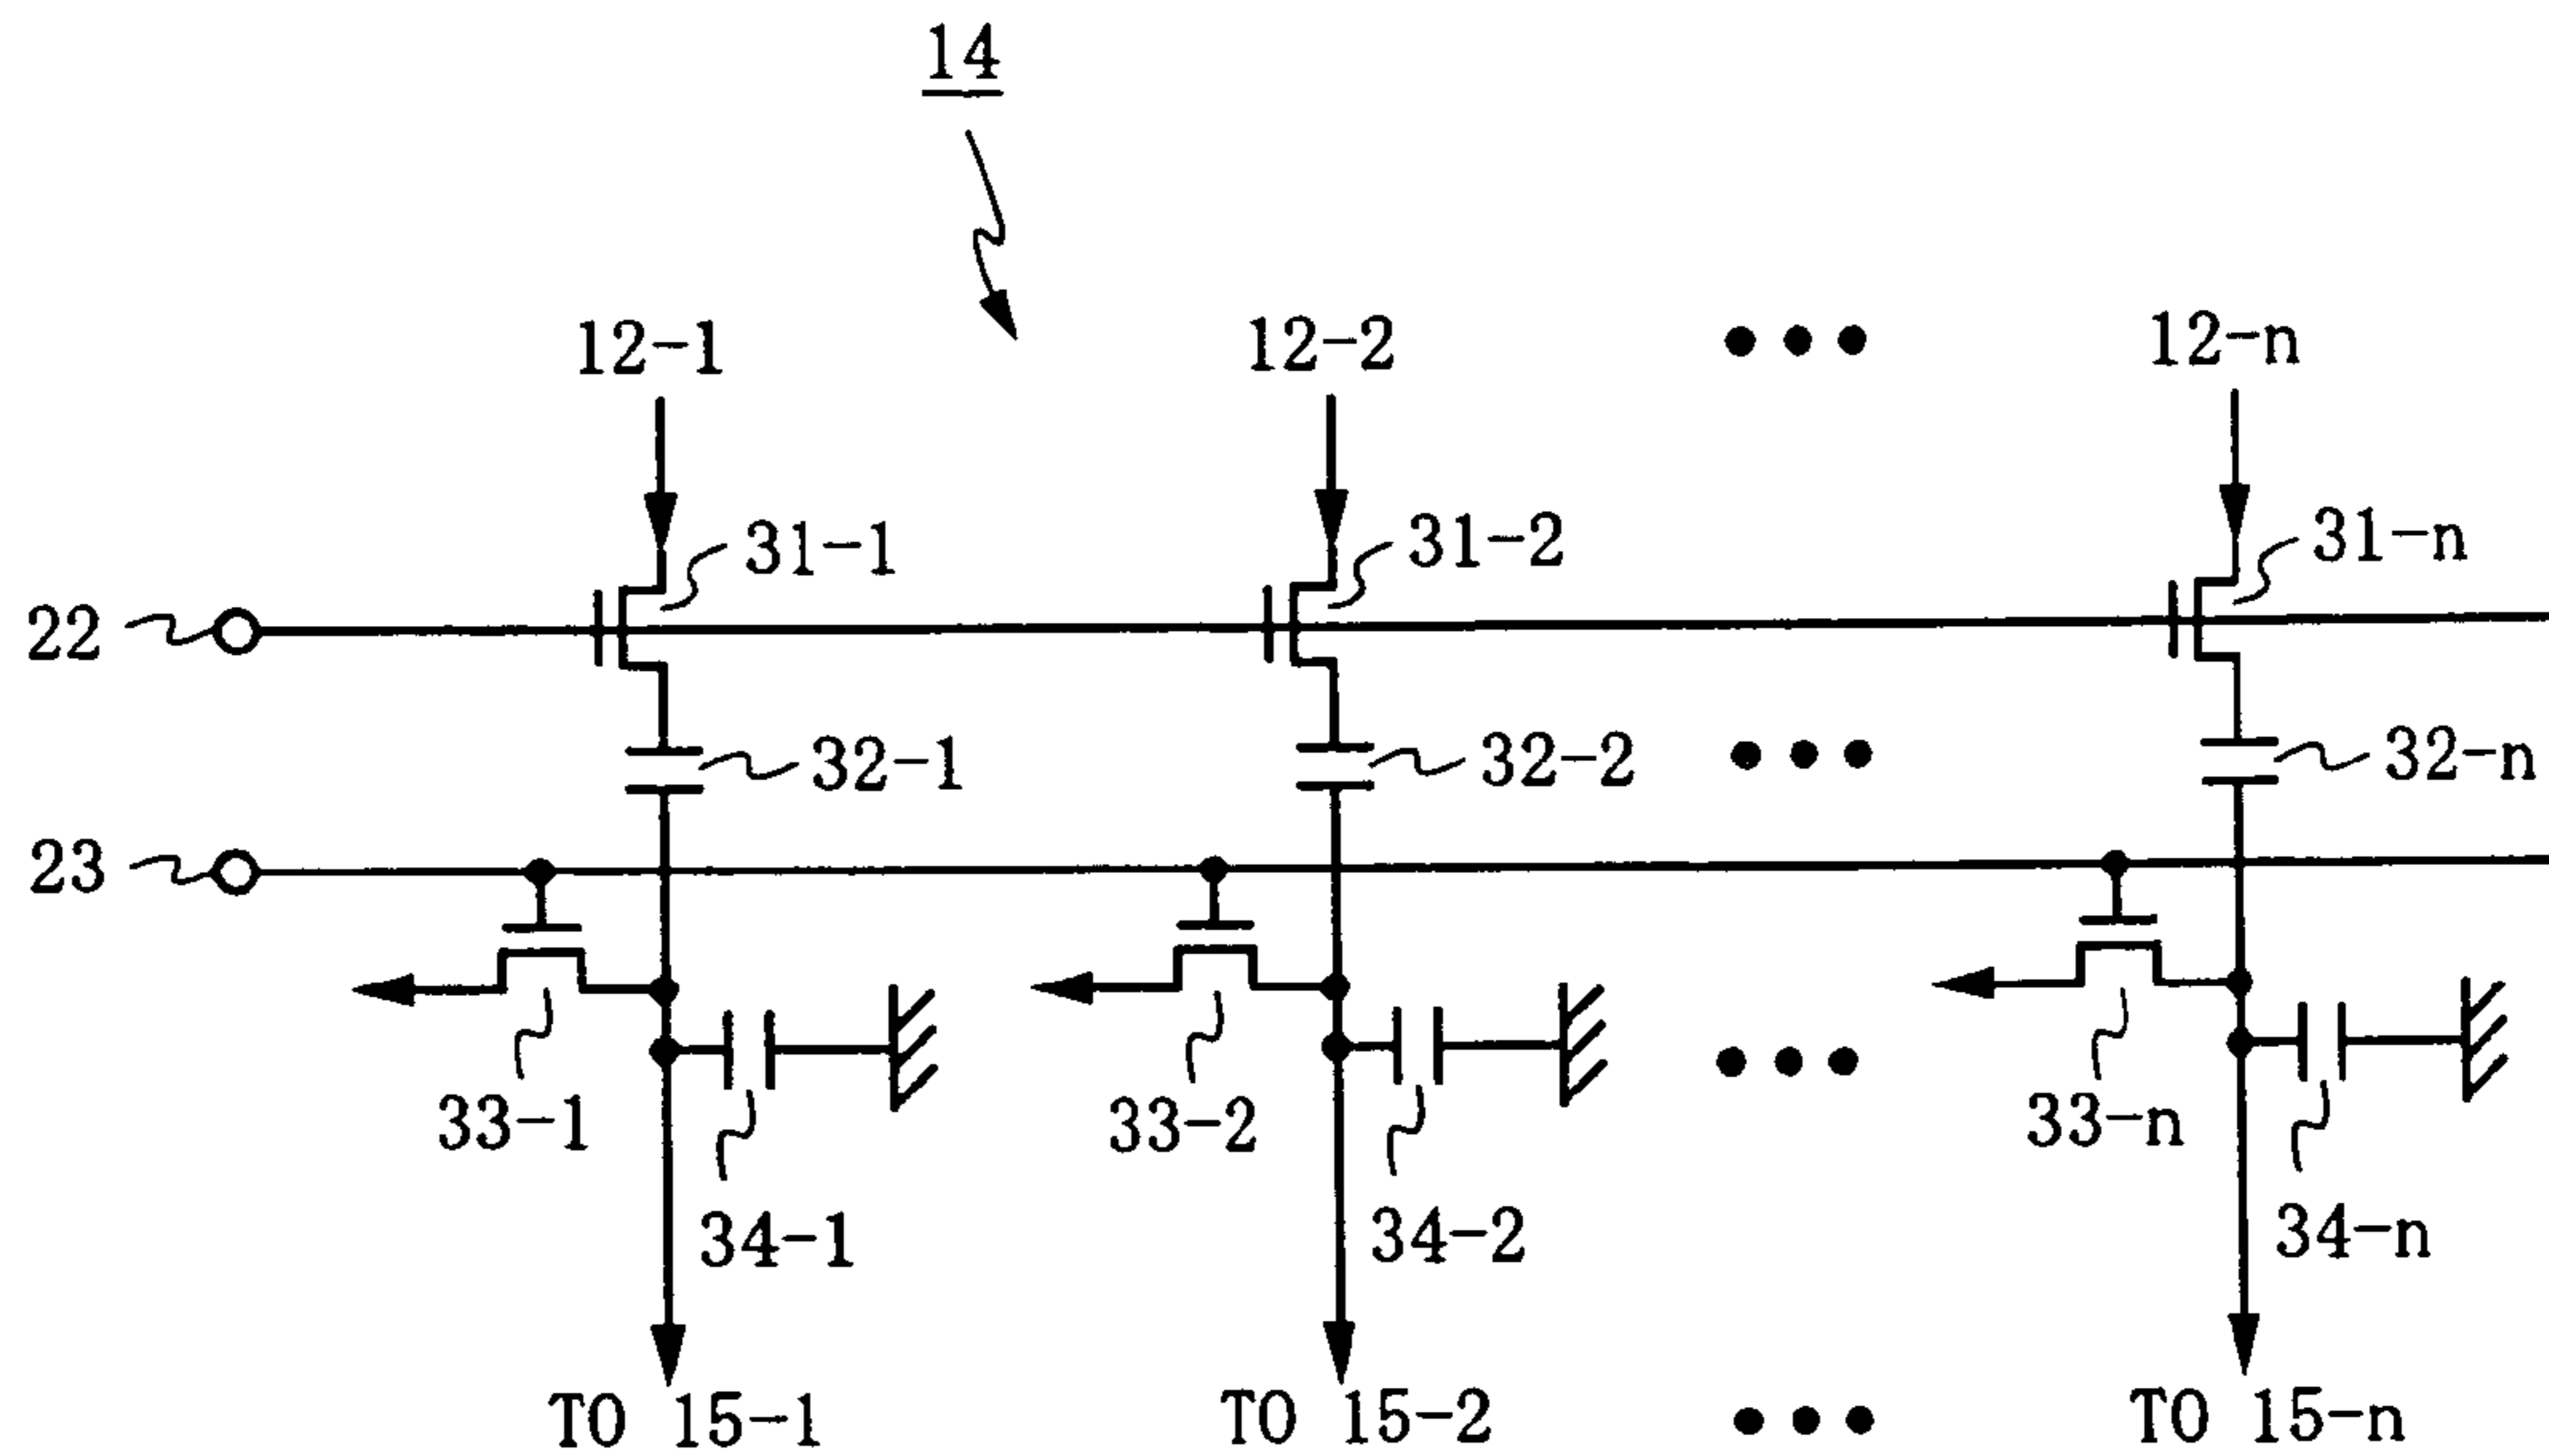 14
12-1 12-2 ••• 12-n
31-1 31-2 31-n
22
32-1 32-2 ••• 32-n
23
33-1 33-2 ••• 33-n
34-1 34-2 34-n
TO 15-1 TO 15-2 ••• TO 15-n